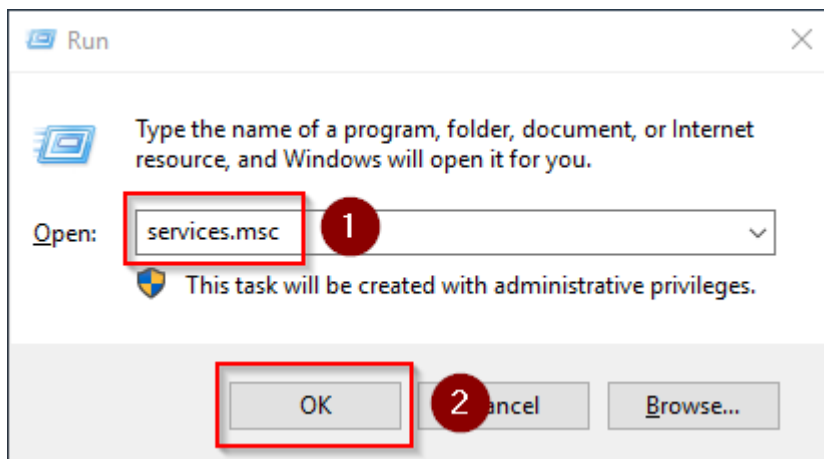 Run
Type the name of a program, folder, document, or Internet
resource, and Windows will open it for you.
Open: services.msc 1
This task will be created with administrative privileges.
OK 2 ancel Browse...